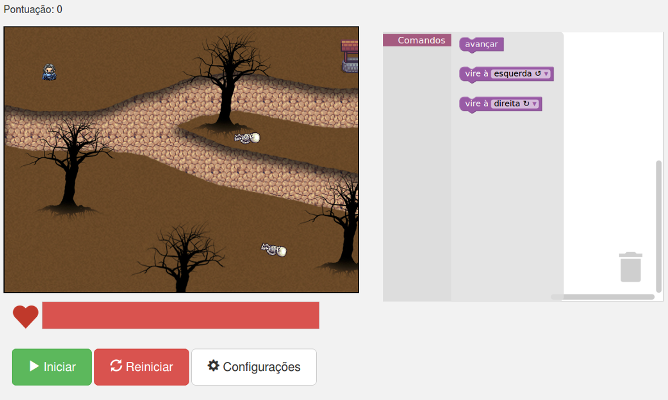 Pontuação: 0
Comandos
avançar
vire à esquerda ↺ ▾
vire à direita ↻ ▾
Iniciar
Reiniciar
Configurações